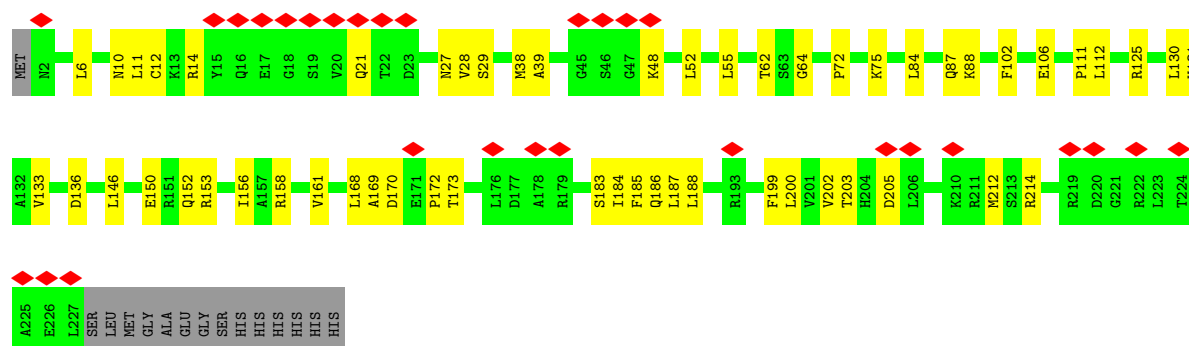 MET N2 L6 N10 L11 C12 K13 R14 Y15 Q16 E17 G18 S19 V20 Q21 T22 D23 N27 V28 S29 M38 A39 G45 S46 G47 K48 L52 L55 T62 S63 G64 P72 K75 L84 Q87 K88 F102 E106 P111 L112 R125 L130
A132 V133 D136 L146 E150 R151 Q152 R153 I156 A157 R158 V161 L168 A169 D170 E171 P172 T173 L176 D177 A178 R179 S183 I184 F185 Q186 L187 L188 R193 F199 L200 V201 V202 T203 H204 D205 L206 K210 R211 M212 S213 R214 R219 D220 G221 R222 L223 T224
A225 E226 L227 SER LEU MET GLY ALA GLU GLY SER HIS HIS HIS HIS HIS HIS